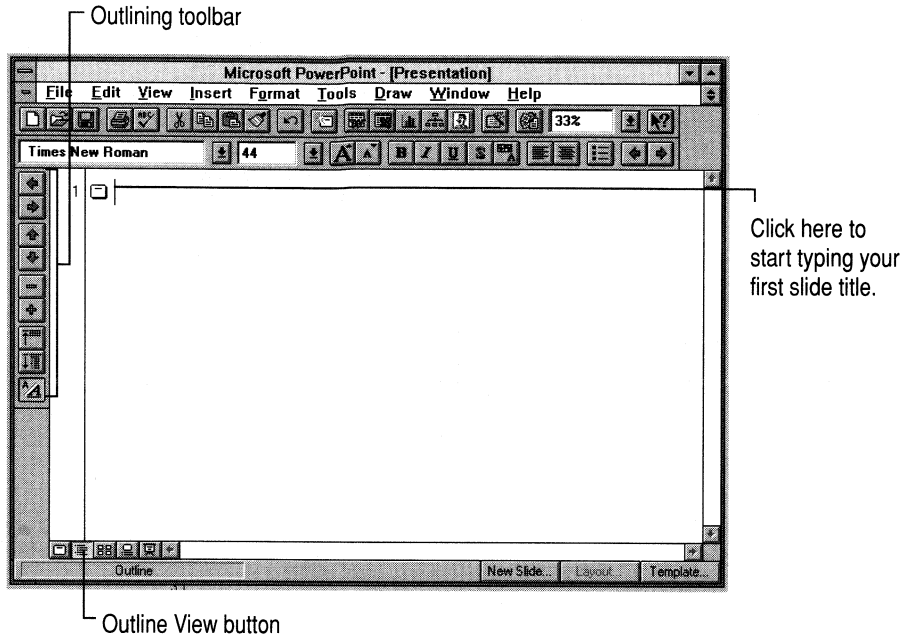 Outlining toolbar
Microsoft PowerPoint - [Presentation]
File Edit View Insert Format Tools Draw Window Help
ABC 33% ?
Times New Roman 44 A A B I U S A
1
Click here to
start typing your
first slide title.
A A
Outline New Slide... Layout... Template...
Outline View button